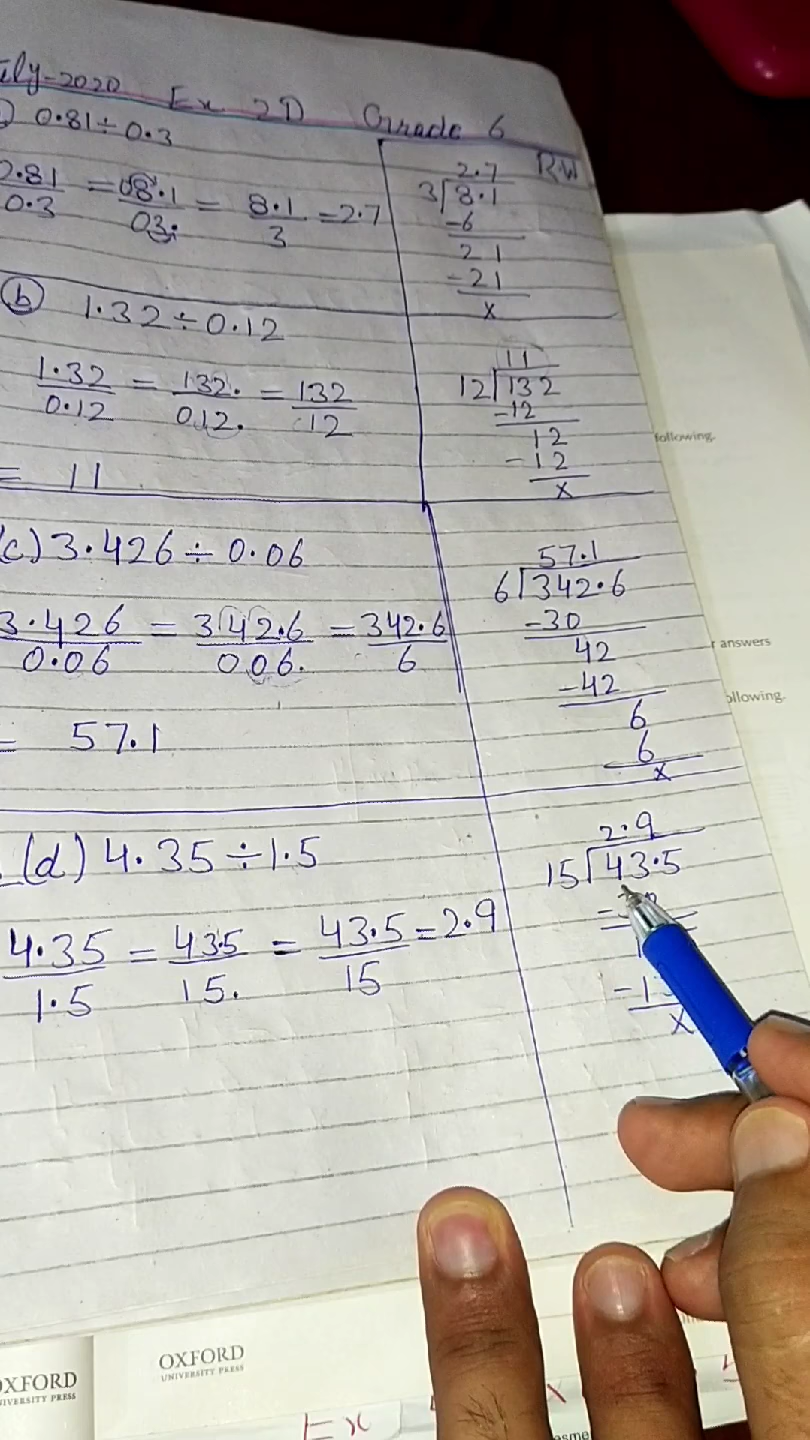 2020 Ex 2D Grade 6
0.81÷0.3
R.W
0.3 = 08.1 / 03. = 8.1 / 3 = 2.7
2.7
3 8.1
-6
21
-21
x
(b) 1.32÷0.12
1.32 / 0.12 = 132. / 012. = 132 / 12
= 11
11
12 132
-12
12
-12
x
(c) 3.426÷0.06
3.426 / 0.06 = 342.6 / 006. = 342.6 / 6
= 57.1
57.1
6 342.6
-30
42
-42
6
6
x
(d) 4.35÷1.5
4.35 / 1.5 = 43.5 / 15. = 43.5 / 15 = 2.9
2.9
15 43.5
x
following.
answers
OXFORD
UNIVERSITY PRESS
OXFORD
UNIVERSITY PRESS
Ex